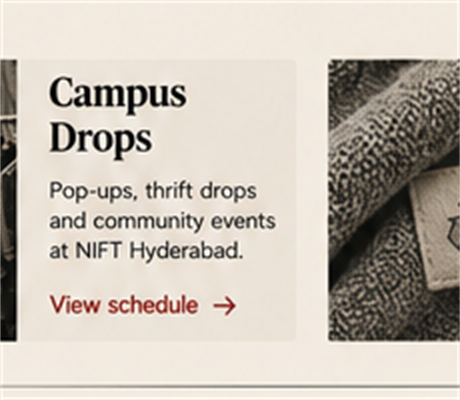 Campus
Drops
Pop-ups, thrift drops
and community events
at NIFT Hyderabad.
View schedule →